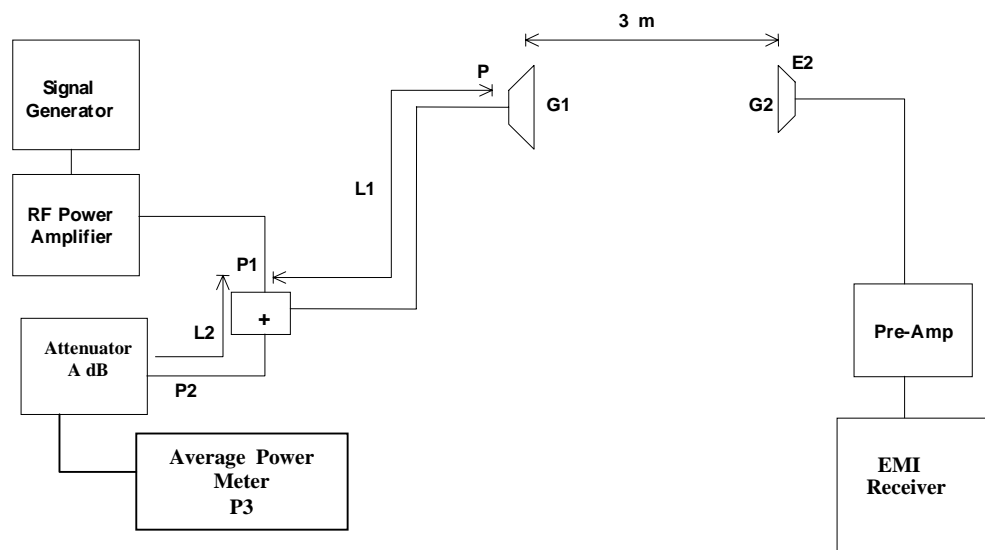 3 m
Signal
Generator
P
E2
G1
G2
L1
RF Power
Amplifier
P1
+
L2
Attenuator
A dB
P2
Pre-Amp
Average Power
Meter
P3
EMI
Receiver